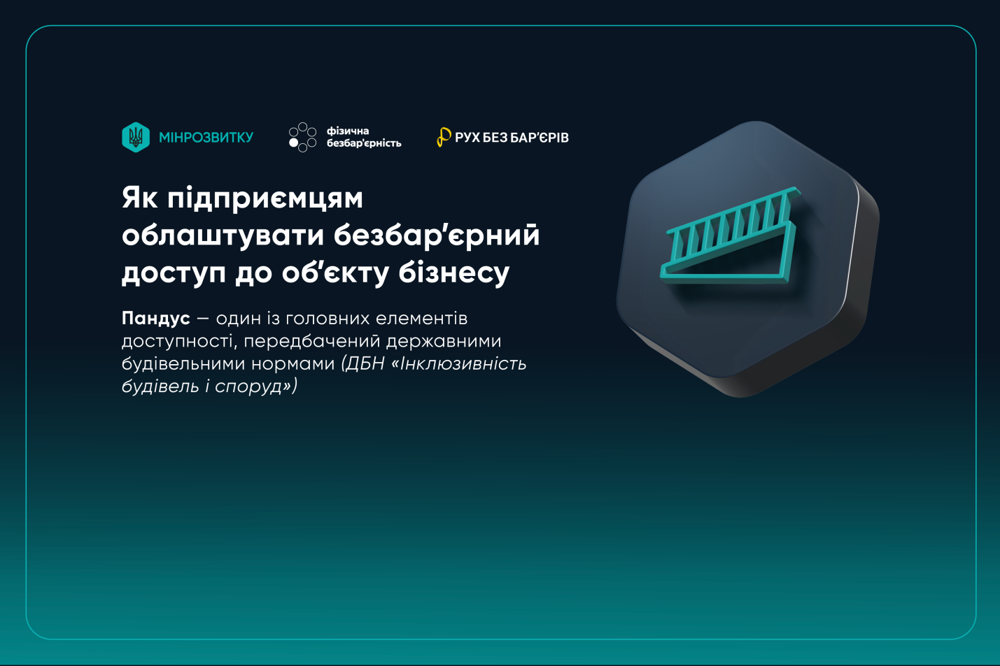 МІНРОЗВИТКУ
фізична
безбар'єрність
РУХ БЕЗ БАР’ЄРІВ
Як підприємцям
облаштувати безбар’єрний
доступ до об’єкту бізнесу
Пандус — один із головних елементів
доступності, передбачений державними
будівельними нормами (ДБН «Інклюзивність
будівель і споруд»)